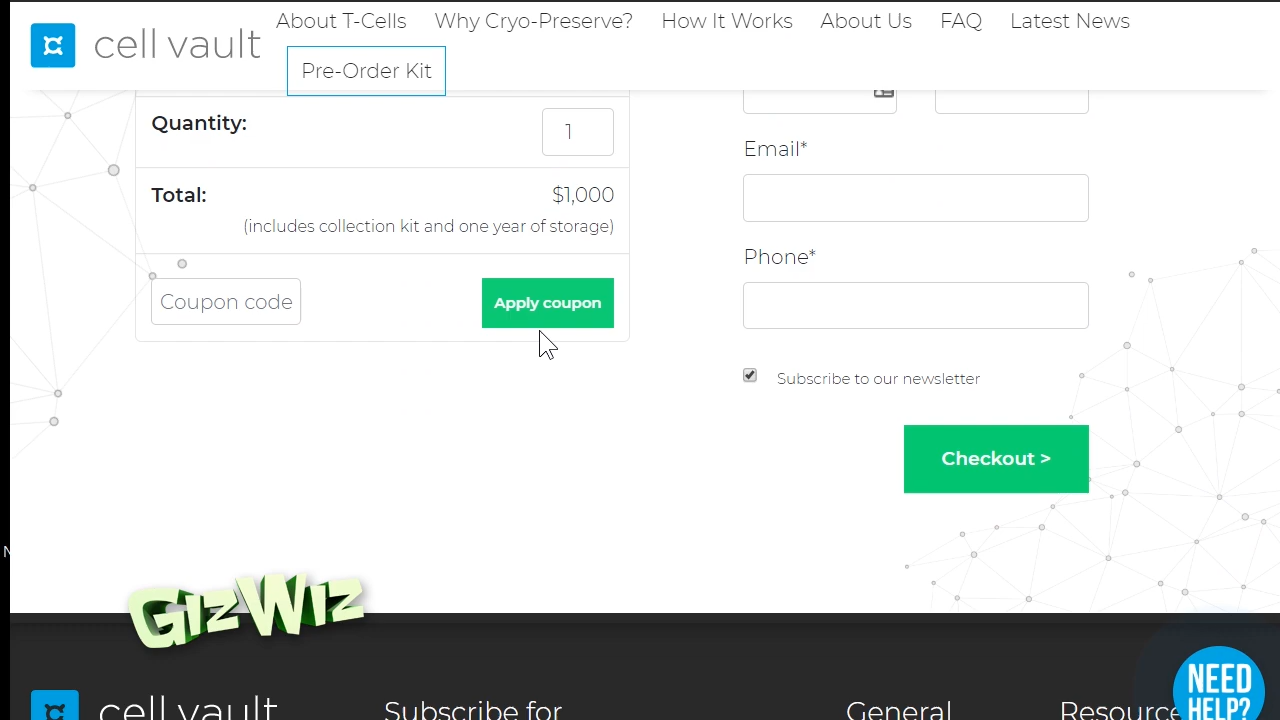 cell vault
About T-Cells Why Cryo-Preserve? How It Works About Us FAQ Latest News
Pre-Order Kit
Quantity:
1
Total:
$1,000
(includes collection kit and one year of storage)
Coupon code
Apply coupon
Email*
Phone*
Subscribe to our newsletter
Checkout >
GizWiz
cell vault
Subscribe for
General
Resources
NEED
HELP?